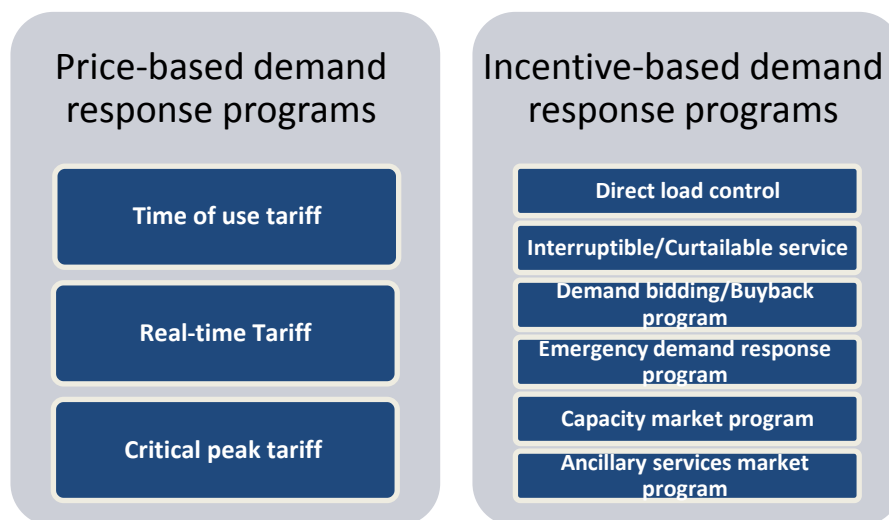 Price-based demand
response programs
Time of use tariff
Real-time Tariff
Critical peak tariff
Incentive-based demand
response programs
Direct load control
Interruptible/Curtailable service
Demand bidding/Buyback
program
Emergency demand response
program
Capacity market program
Ancillary services market
program